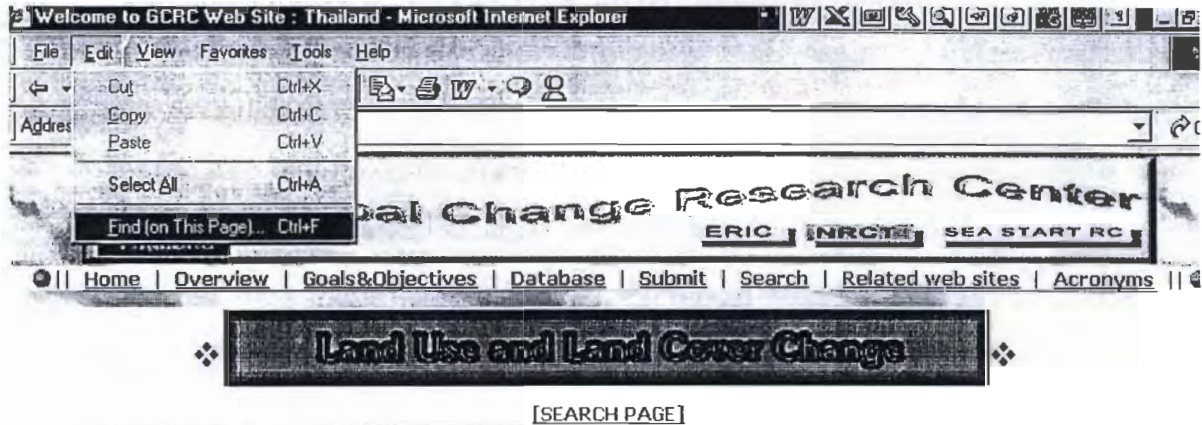 Welcome to GCRC Web Site : Thailand - Microsoft Internet Explorer
File Edit View Favorites Tools Help
Cut Ctrl+X
Copy Ctrl+C
Addres
Paste Ctrl+V
Select All Ctrl+A
Find (on This Page)... Ctrl+F
bal Change Research Center
ERIC NRCT SEA START RC
|| Home | Overview | Goals&Objectives | Database | Submit | Search | Related web sites | Acronyms ||
Land Use and Land Cover Change
[SEARCH PAGE]